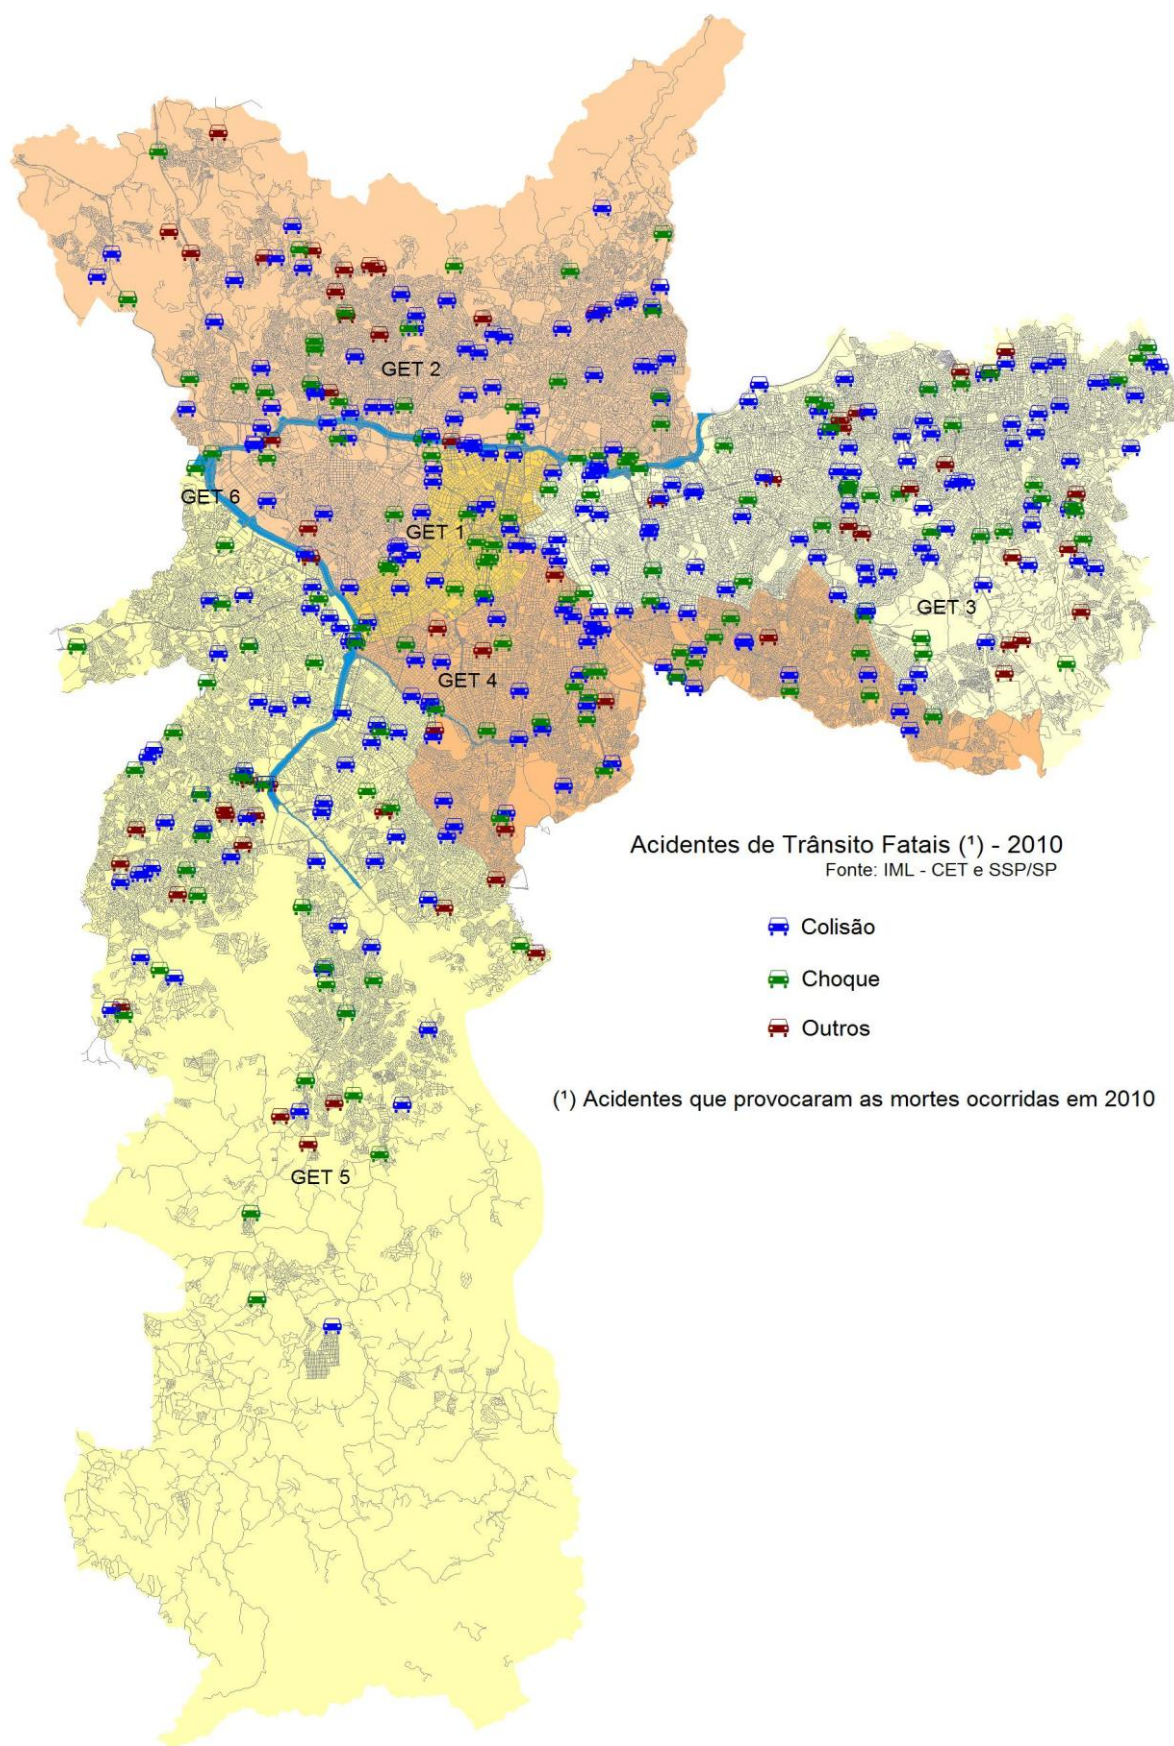 GET 2
GET 6
GET 1
GET 3
GET 4
Acidentes de Trânsito Fatais (¹) - 2010
Fonte: IML - CET e SSP/SP
Colisão
Choque
Outros
(¹) Acidentes que provocaram as mortes ocorridas em 2010
GET 5